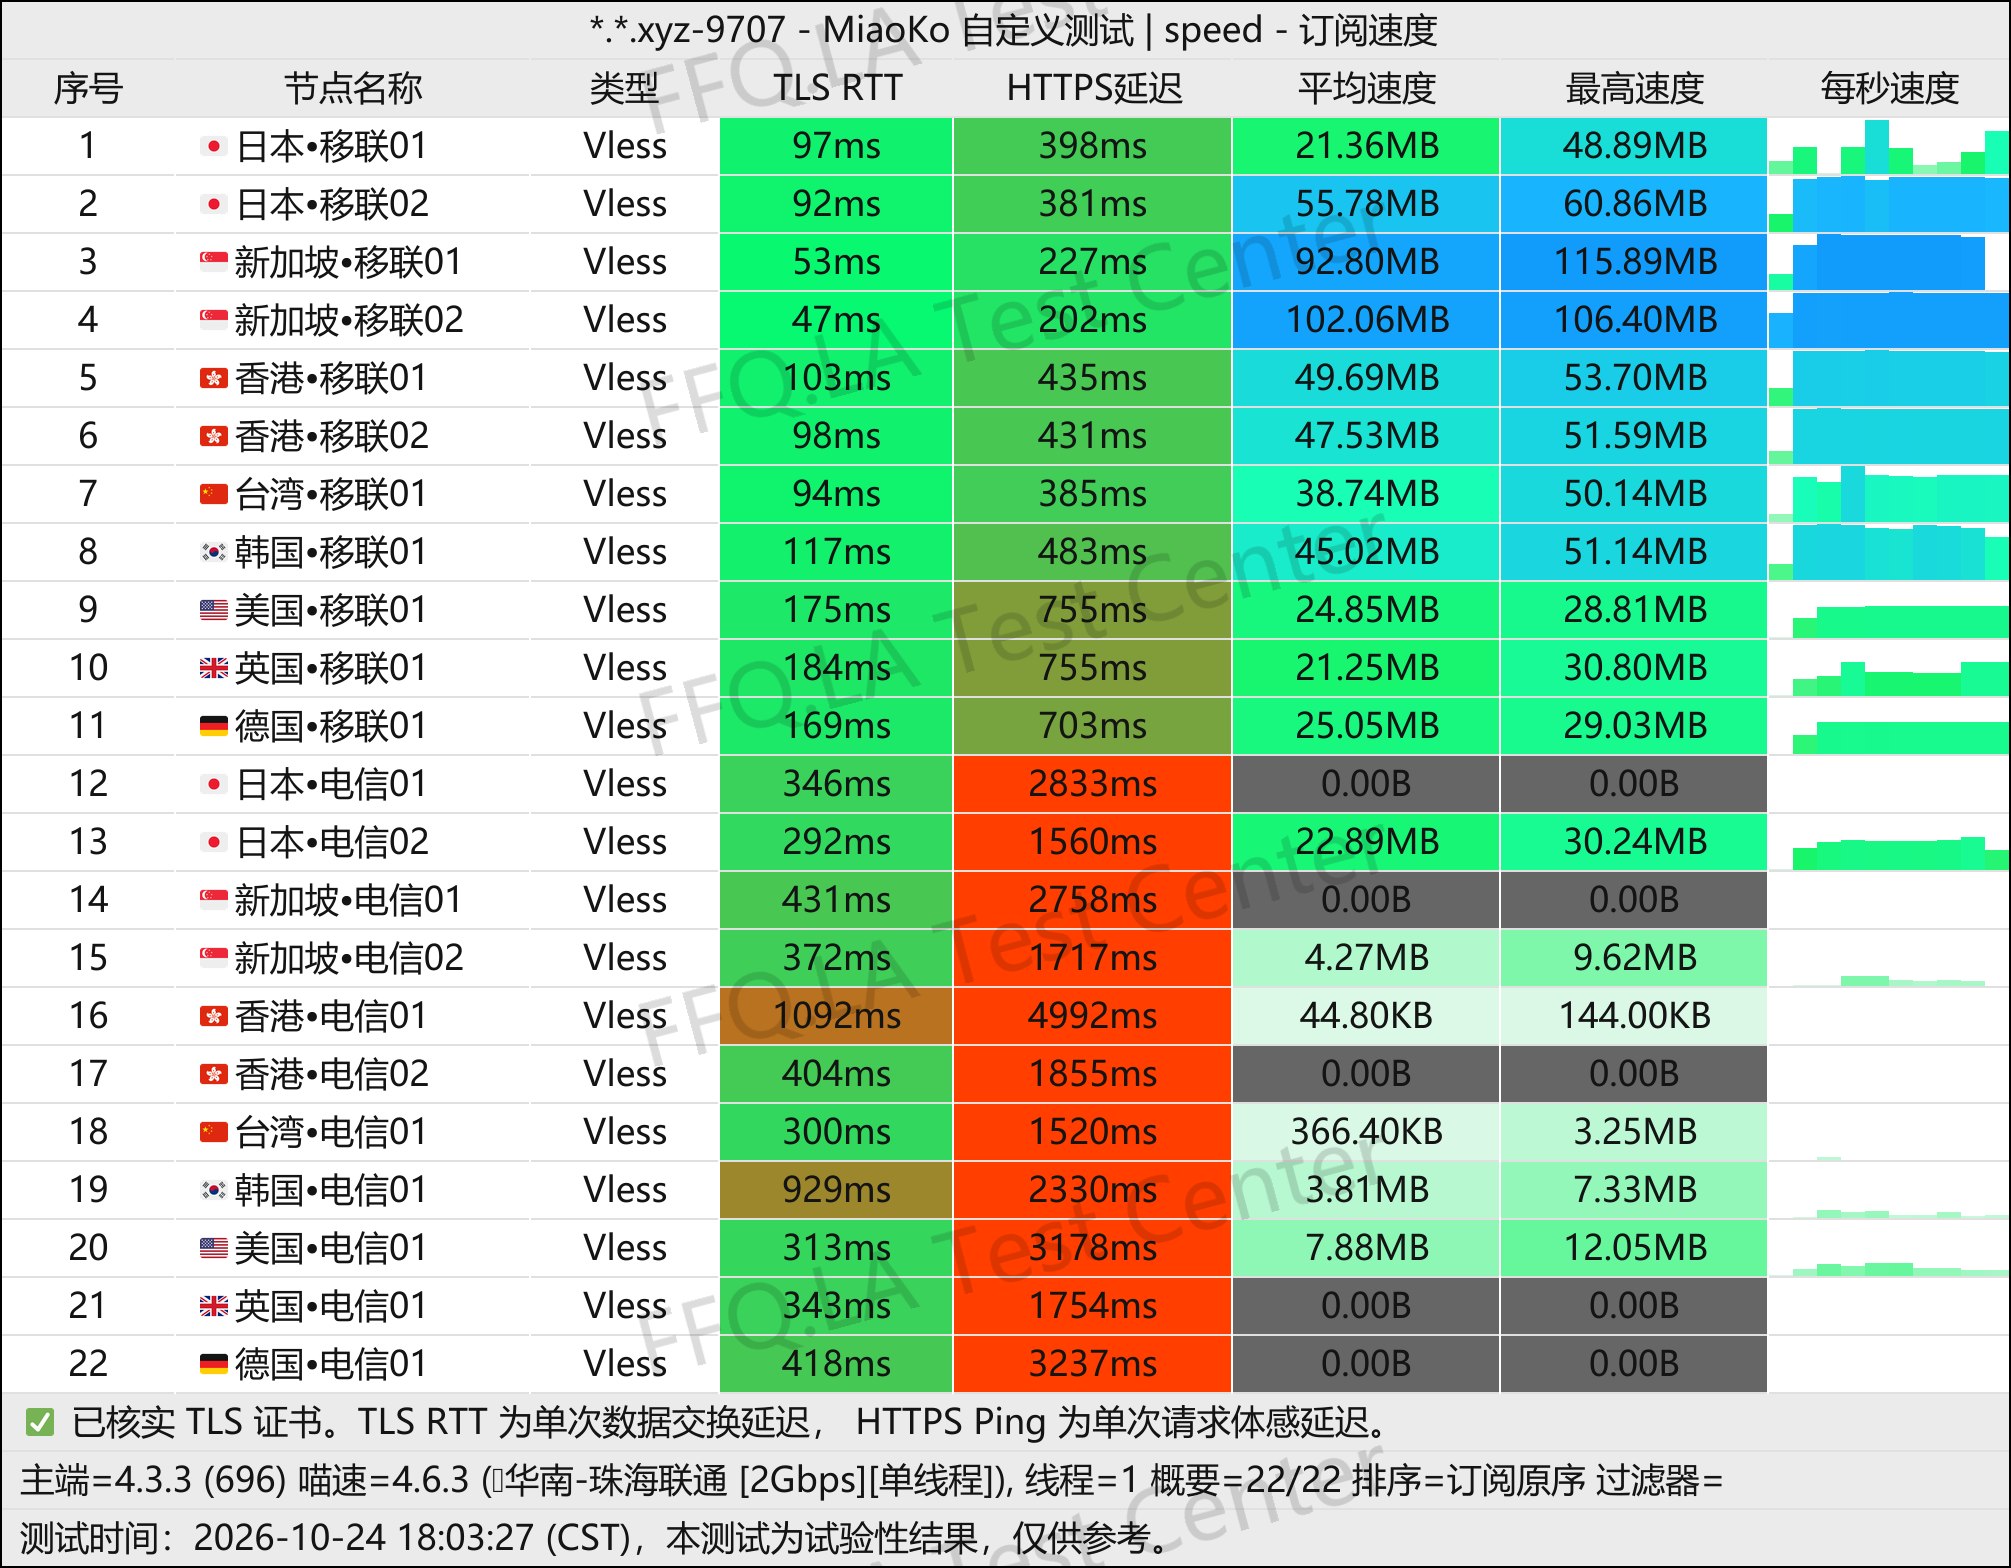 *.*.xyz-9707 - MiaoKo 自定义测试 | speed - 订阅速度
序号 节点名称 类型 TLS RTT HTTPS延迟 平均速度 最高速度 每秒速度
1 日本•移联01 Vless 97ms 398ms 21.36MB 48.89MB
2 日本•移联02 Vless 92ms 381ms 55.78MB 60.86MB
3 新加坡•移联01 Vless 53ms 227ms 92.80MB 115.89MB
4 新加坡•移联02 Vless 47ms 202ms 102.06MB 106.40MB
5 香港•移联01 Vless 103ms 435ms 49.69MB 53.70MB
6 香港•移联02 Vless 98ms 431ms 47.53MB 51.59MB
7 台湾•移联01 Vless 94ms 385ms 38.74MB 50.14MB
8 韩国•移联01 Vless 117ms 483ms 45.02MB 51.14MB
9 美国•移联01 Vless 175ms 755ms 24.85MB 28.81MB
10 英国•移联01 Vless 184ms 755ms 21.25MB 30.80MB
11 德国•移联01 Vless 169ms 703ms 25.05MB 29.03MB
12 日本•电信01 Vless 346ms 2833ms 0.00B 0.00B
13 日本•电信02 Vless 292ms 1560ms 22.89MB 30.24MB
14 新加坡•电信01 Vless 431ms 2758ms 0.00B 0.00B
15 新加坡•电信02 Vless 372ms 1717ms 4.27MB 9.62MB
16 香港•电信01 Vless 1092ms 4992ms 44.80KB 144.00KB
17 香港•电信02 Vless 404ms 1855ms 0.00B 0.00B
18 台湾•电信01 Vless 300ms 1520ms 366.40KB 3.25MB
19 韩国•电信01 Vless 929ms 2330ms 3.81MB 7.33MB
20 美国•电信01 Vless 313ms 3178ms 7.88MB 12.05MB
21 英国•电信01 Vless 343ms 1754ms 0.00B 0.00B
22 德国•电信01 Vless 418ms 3237ms 0.00B 0.00B
✅ 已核实 TLS 证书。TLS RTT 为单次数据交换延迟， HTTPS Ping 为单次请求体感延迟。
主端=4.3.3 (696) 喵速=4.6.3 (华南-珠海联通 [2Gbps][单线程]), 线程=1 概要=22/22 排序=订阅原序 过滤器=
测试时间：2026-10-24 18:03:27 (CST)，本测试为试验性结果，仅供参考。
FFQ.LA Test Center
FFQ.LA Test Center
FFQ.LA Test Center
FFQ.LA Test Center
FFQ.LA Test Center